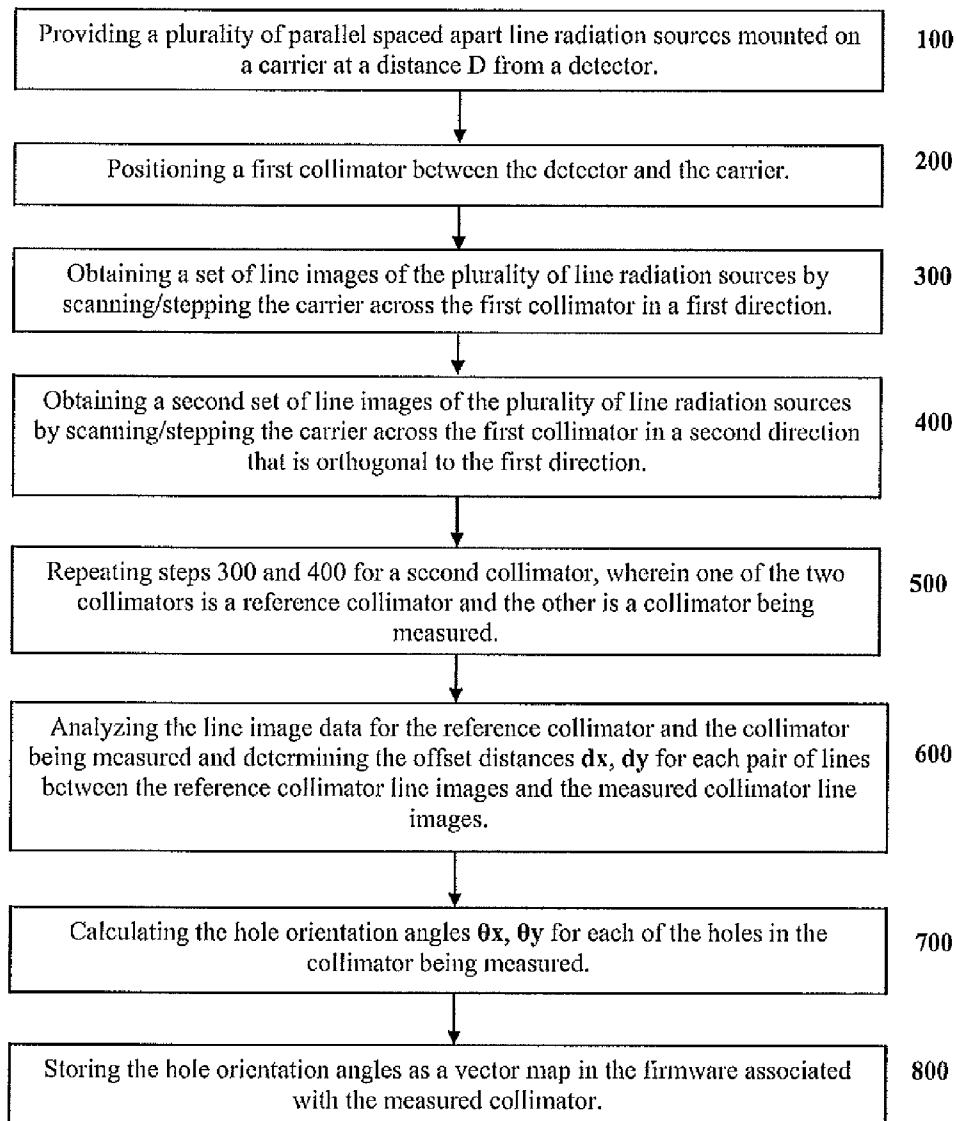 Providing a plurality of parallel spaced apart line radiation sources mounted on
a carrier at a distance D from a detector.
100
Positioning a first collimator between the detector and the carrier.
200
Obtaining a set of line images of the plurality of line radiation sources by
scanning/stepping the carrier across the first collimator in a first direction.
300
Obtaining a second set of line images of the plurality of line radiation sources
by scanning/stepping the carrier across the first collimator in a second direction
that is orthogonal to the first direction.
400
Repeating steps 300 and 400 for a second collimator, wherein one of the two
collimators is a reference collimator and the other is a collimator being
measured.
500
Analyzing the line image data for the reference collimator and the collimator
being measured and determining the offset distances dx, dy for each pair of lines
between the reference collimator line images and the measured collimator line
images.
600
Calculating the hole orientation angles θx, θy for each of the holes in the
collimator being measured.
700
Storing the hole orientation angles as a vector map in the firmware associated
with the measured collimator.
800